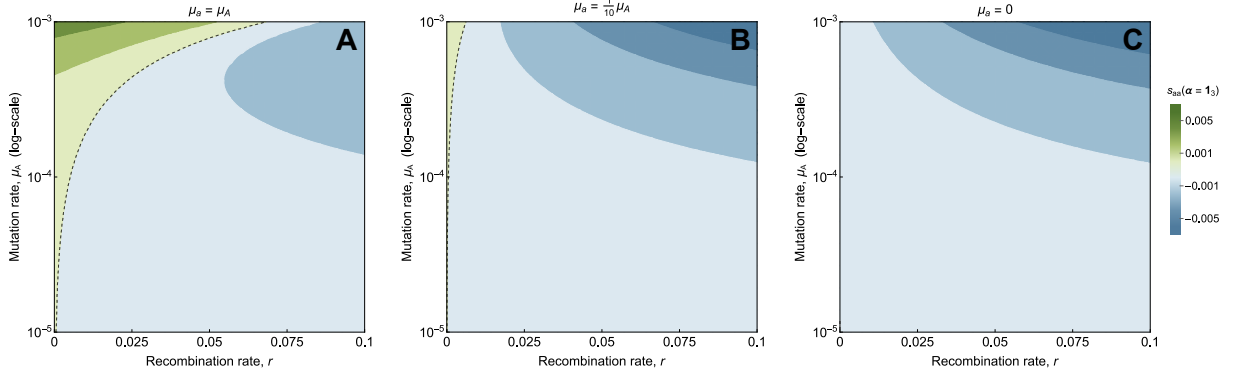 μa = μA
A
Mutation rate, μA (log−scale)
10−3
10−4
10−5
0
0.025
0.05
0.075
0.1
Recombination rate, r
μa = 1/10 μA
B
Mutation rate, μA (log−scale)
10−3
10−4
10−5
0
0.025
0.05
0.075
0.1
Recombination rate, r
μa = 0
C
Mutation rate, μA (log−scale)
10−3
10−4
10−5
0
0.025
0.05
0.075
0.1
Recombination rate, r
saa(α = 13)
0.005
0.001
−0.001
−0.005